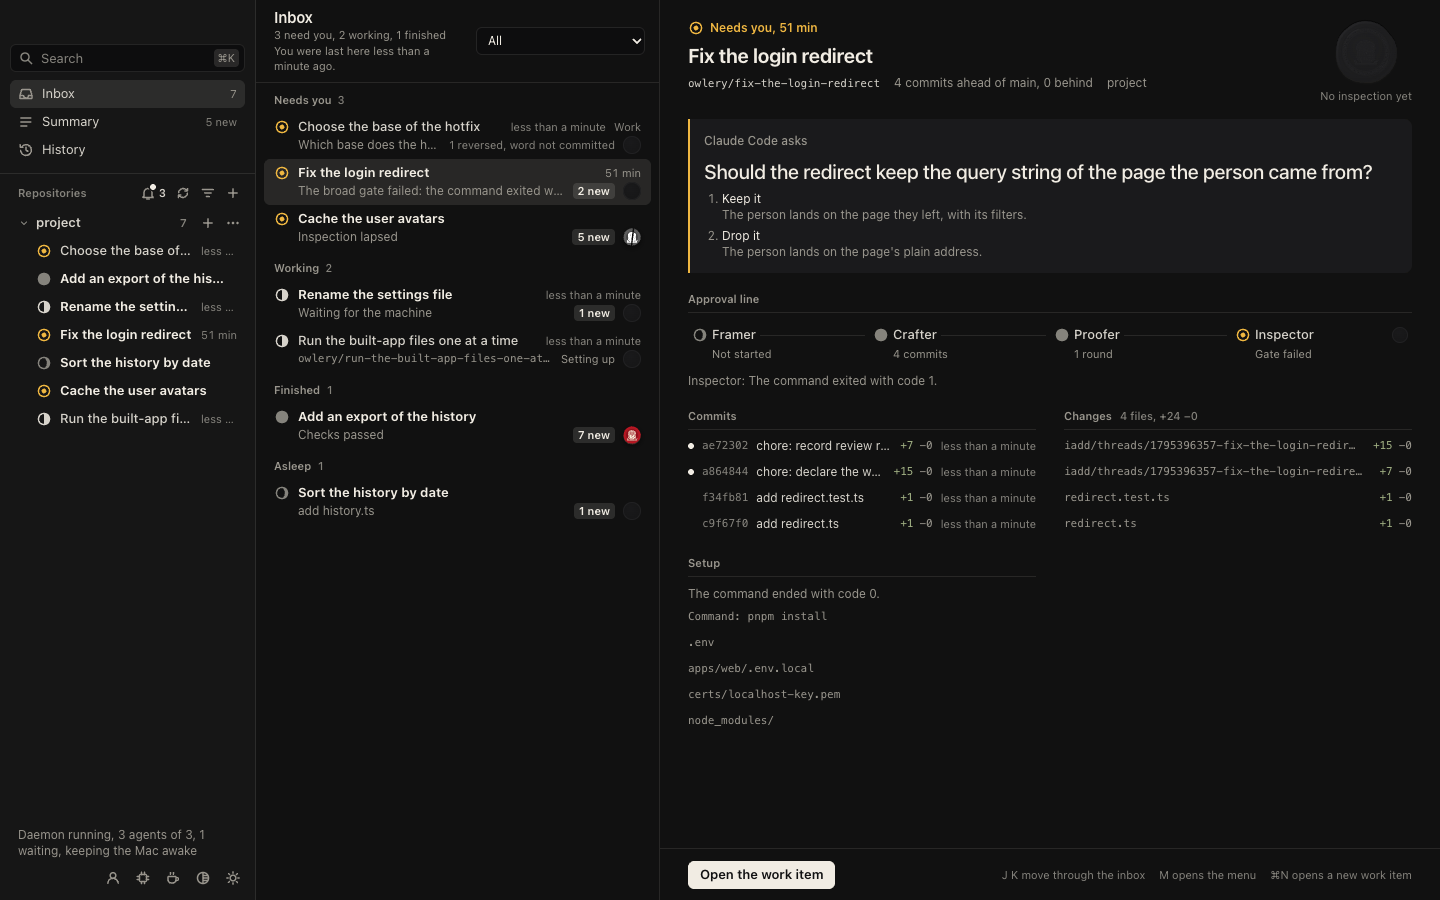 Search ⌘K
Inbox 7
Summary 5 new
History
Repositories 3
project 7
Choose the base of... less ...
Add an export of the his...
Rename the settin... less ...
Fix the login redirect 51 min
Sort the history by date
Cache the user avatars
Run the built-app fi... less ...
Daemon running, 3 agents of 3, 1
waiting, keeping the Mac awake
Inbox
3 need you, 2 working, 1 finished
You were last here less than a
minute ago.
All
Needs you 3
Choose the base of the hotfix less than a minute Work
Which base does the h... 1 reversed, word not committed
Fix the login redirect 51 min
The broad gate failed: the command exited w... 2 new
Cache the user avatars
Inspection lapsed 5 new
Working 2
Rename the settings file less than a minute
Waiting for the machine 1 new
Run the built-app files one at a time less than a minute
owlery/run-the-built-app-files-one-at... Setting up
Finished 1
Add an export of the history
Checks passed 7 new
Asleep 1
Sort the history by date
add history.ts 1 new
Needs you, 51 min
Fix the login redirect
owlery/fix-the-login-redirect 4 commits ahead of main, 0 behind project
No inspection yet
Claude Code asks
Should the redirect keep the query string of the page the person came from?
1. Keep it
The person lands on the page they left, with its filters.
2. Drop it
The person lands on the page's plain address.
Approval line
Framer Crafter Proofer Inspector
Not started 4 commits 1 round Gate failed
Inspector: The command exited with code 1.
Commits
ae72302 chore: record review r... +7 −0 less than a minute
a864844 chore: declare the w... +15 −0 less than a minute
f34fb81 add redirect.test.ts +1 −0 less than a minute
c9f67f0 add redirect.ts +1 −0 less than a minute
Changes 4 files, +24 −0
iadd/threads/1795396357-fix-the-login-redir... +15 −0
iadd/threads/1795396357-fix-the-login-redire... +7 −0
redirect.test.ts +1 −0
redirect.ts +1 −0
Setup
The command ended with code 0.
Command: pnpm install
.env
apps/web/.env.local
certs/localhost-key.pem
node_modules/
Open the work item
J K move through the inbox M opens the menu ⌘N opens a new work item